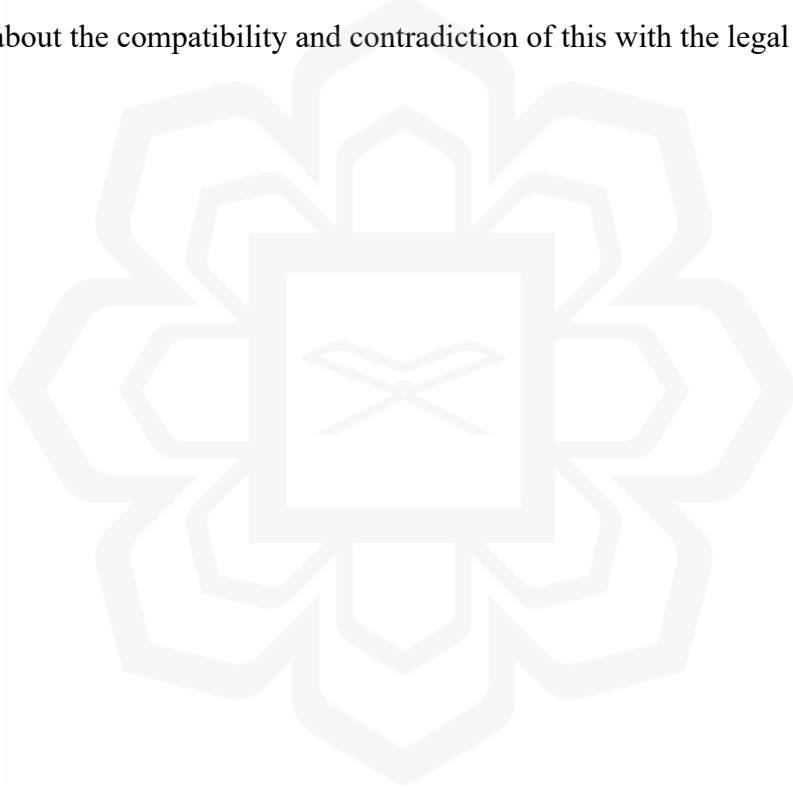 about the compatibility and contradiction of this with the legal